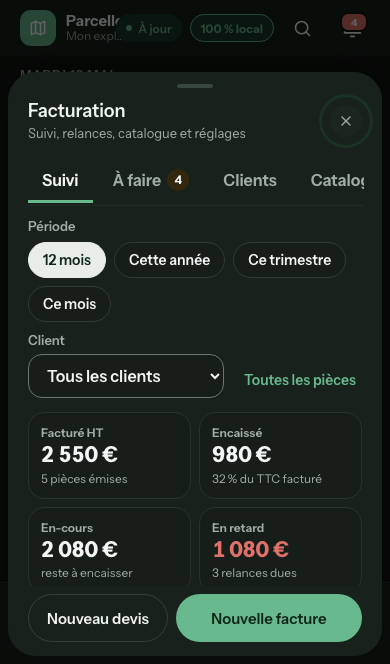 Parcelle
Mon expl...
À jour
100 % local
4
MARDI 12 MAI
Facturation
Suivi, relances, catalogue et réglages
Suivi
À faire 4
Clients
Catalog
Période
12 mois
Cette année
Ce trimestre
Ce mois
Client
Tous les clients
Toutes les pièces
Facturé HT
2 550 €
5 pièces émises
Encaissé
980 €
32 % du TTC facturé
En-cours
2 080 €
reste à encaisser
En retard
1 080 €
3 relances dues
Nouveau devis
Nouvelle facture